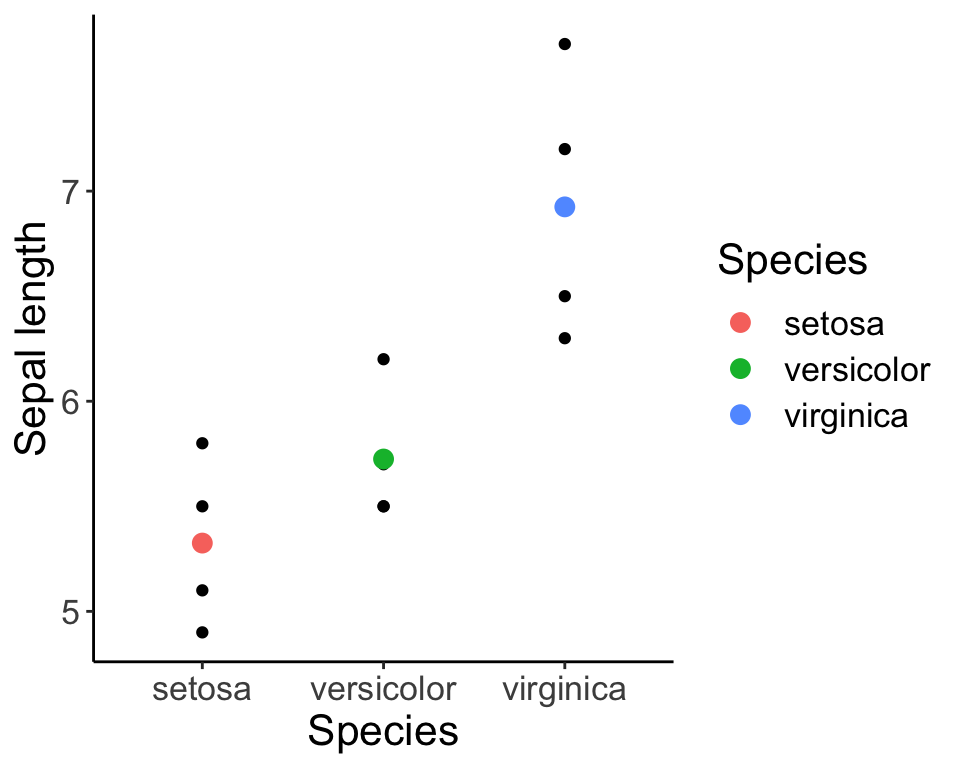 Sepal length
7
6
5
setosa versicolor virginica
Species
Species
setosa
versicolor
virginica